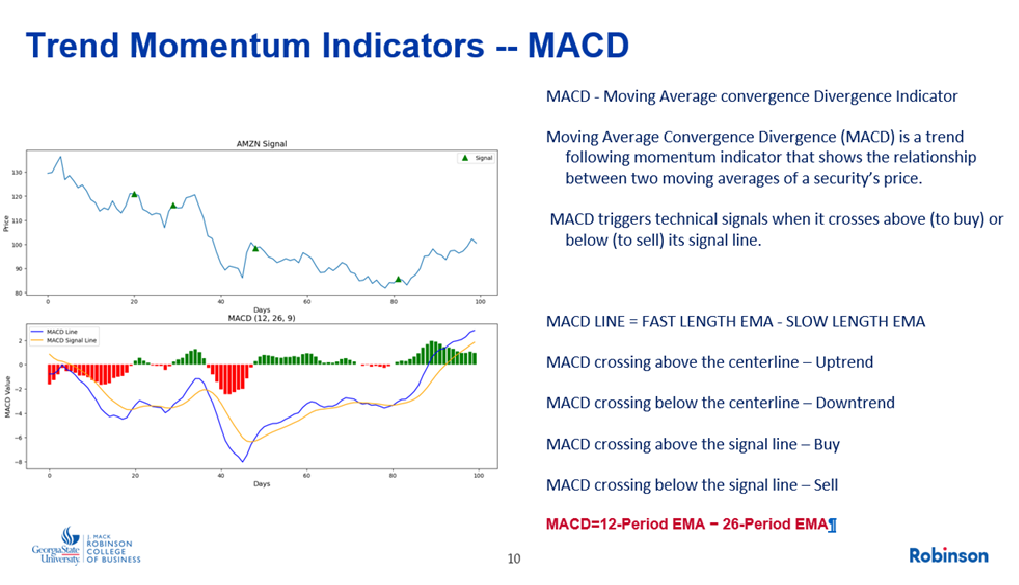 Trend Momentum Indicators -- MACD
MACD - Moving Average convergence Divergence Indicator
Moving Average Convergence Divergence (MACD) is a trend
following momentum indicator that shows the relationship
between two moving averages of a security's price.
MACD triggers technical signals when it crosses above (to buy) or
below (to sell) its signal line.
MACD LINE = FAST LENGTH EMA - SLOW LENGTH EMA
MACD crossing above the centerline – Uptrend
MACD crossing below the centerline – Downtrend
MACD crossing above the signal line – Buy
MACD crossing below the signal line – Sell
MACD=12-Period EMA − 26-Period EMA¶
AMZN Signal
Signal
Price
130
120
110
100
90
80
0 20 40 60 80 100
Days
MACD (12, 26, 9)
MACD Line
MACD Signal Line
MACD Value
2
0
−2
−4
−6
−8
0 20 40 60 80 100
Days
GeorgiaState
University
J. MACK
ROBINSON
COLLEGE
OF BUSINESS
10
Robinson